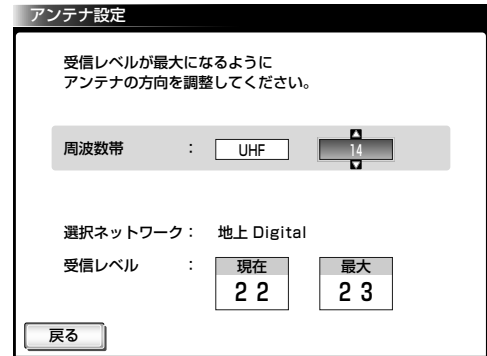 アンテナ設定
受信レベルが最大になるように
アンテナの方向を調整してください。
周波数帯 : UHF 14
選択ネットワーク: 地上 Digital
受信レベル : 現在 最大
22 23
戻る